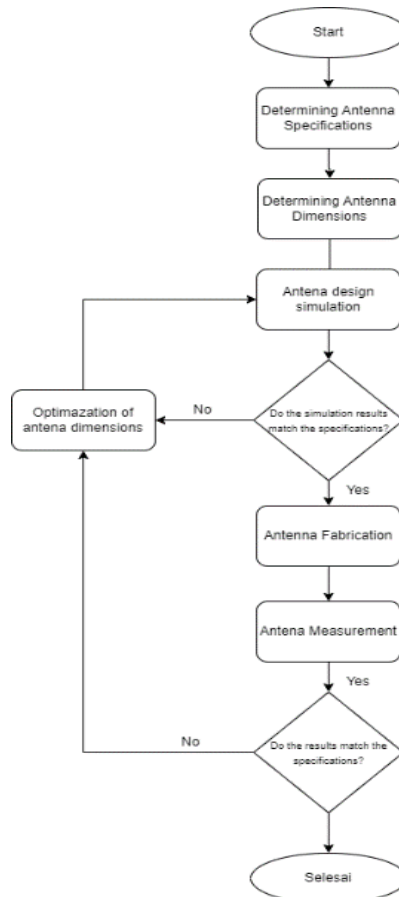 Start
Determining Antenna
Specifications
Determining Antenna
Dimensions
Antena design
simulation
Do the simulation results
match the specifications?
No
Optimazation of
antena dimensions
Yes
Antenna Fabrication
Antena Measurement
Yes
Do the results match the
specifications?
No
Selesai